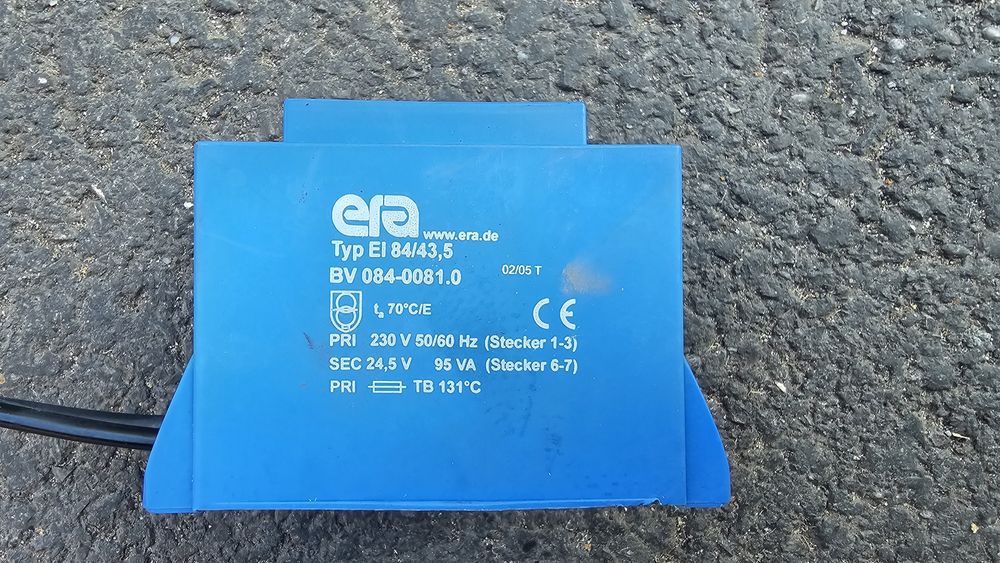 era www.era.de
Typ EI 84/43,5
BV 084-0081.0 02/05 T
ta 70°C/E CE
PRI 230 V 50/60 Hz (Stecker 1-3)
SEC 24,5 V 95 VA (Stecker 6-7)
PRI TB 131°C